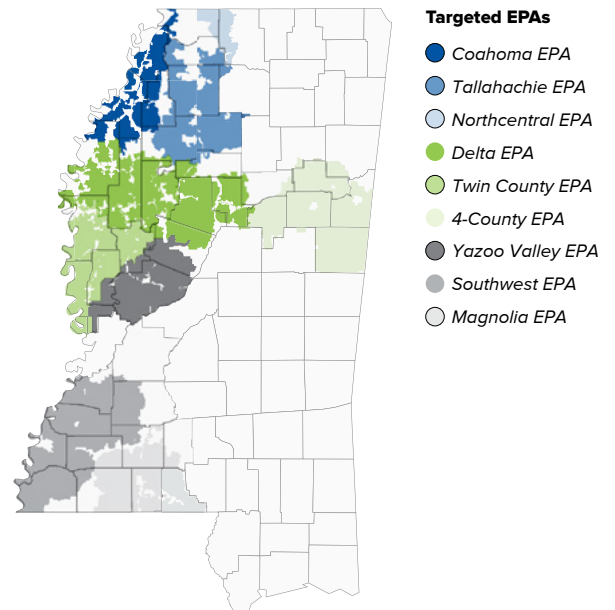 Targeted EPAs
Coahoma EPA
Tallahachie EPA
Northcentral EPA
Delta EPA
Twin County EPA
4-County EPA
Yazoo Valley EPA
Southwest EPA
Magnolia EPA